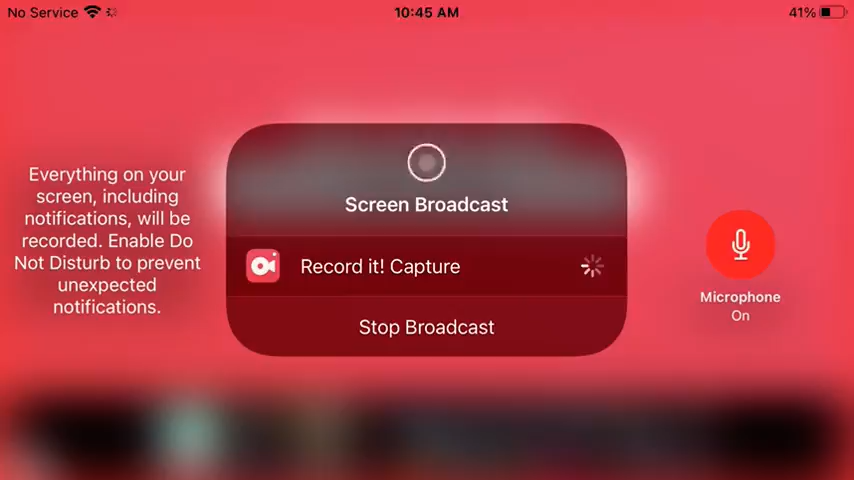 No Service
10:45 AM
41%
Everything on your
screen, including
notifications, will be
recorded. Enable Do
Not Disturb to prevent
unexpected
notifications.
Screen Broadcast
Record it! Capture
Stop Broadcast
Microphone
On